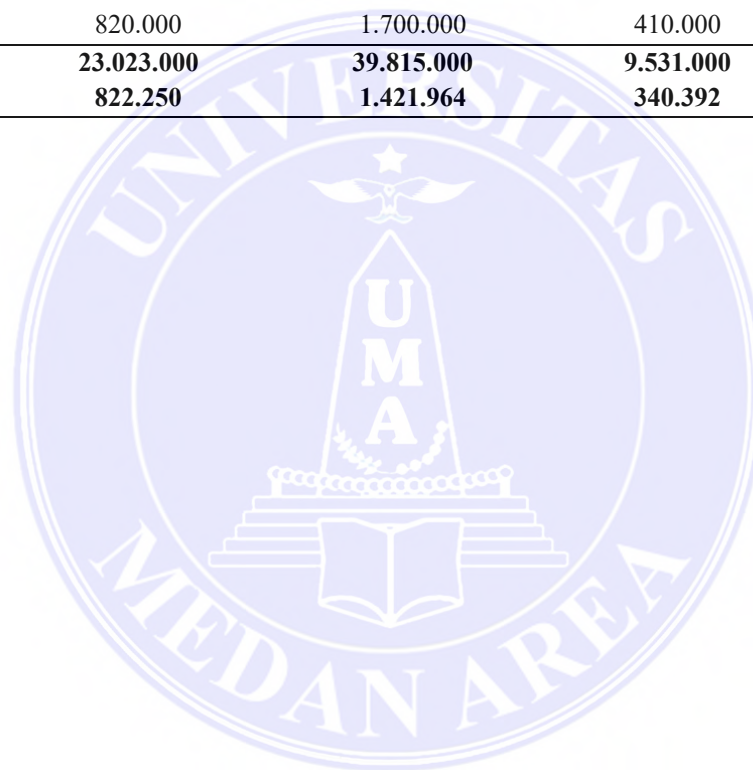 820.000 1.700.000 410.000
23.023.000 39.815.000 9.531.000
822.250 1.421.964 340.392
UNIVERSITAS
U
M
A
MEDAN AREA